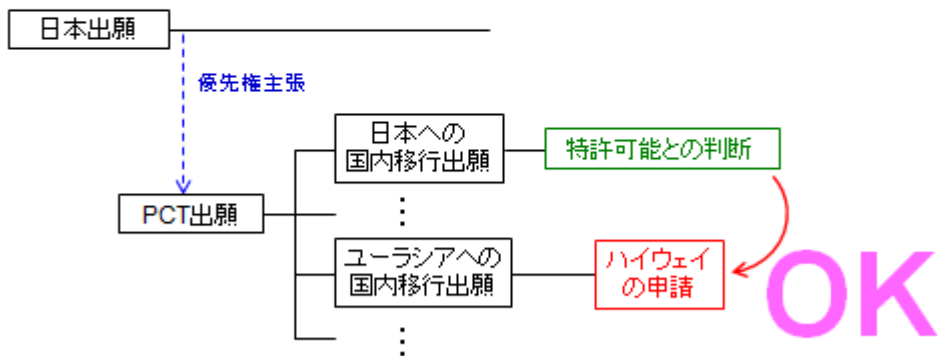 日本出願
優先権主張
日本への
国内移行出願
特許可能との判断
PCT出願
ユーラシアへの
国内移行出願
ハイウェイ
の申請
OK